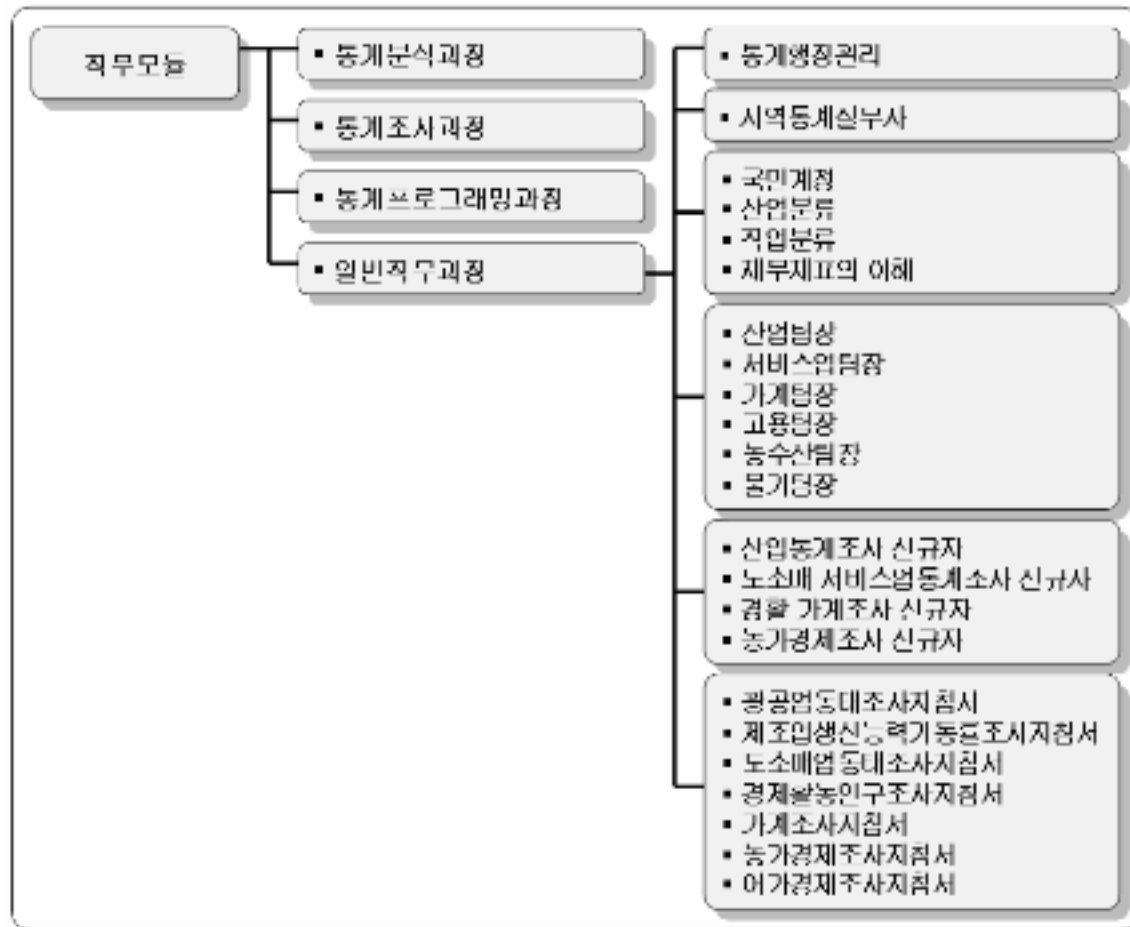 직무모듈
▪ 통계분석과정
▪ 통계조사과정
▪ 통계프로그래밍과정
▪ 일반직무과정
▪ 통계행정관리
▪ 지역통계실무사
▪ 국민계정
▪ 산업분류
▪ 직업분류
▪ 재무제표의 이해
▪ 산업팀장
▪ 서비스업팀장
▪ 가계팀장
▪ 고용팀장
▪ 농수산팀장
▪ 물가팀장
▪ 산업통계조사 신규자
▪ 도소매 서비스업통계조사 신규자
▪ 경활 가계조사 신규자
▪ 농가경제조사 신규자
▪ 광공업동태조사지침서
▪ 제조업생산능력가동률조사지침서
▪ 도소매업동태조사지침서
▪ 경제활동인구조사지침서
▪ 가계조사지침서
▪ 농가경제조사지침서
▪ 어가경제조사지침서